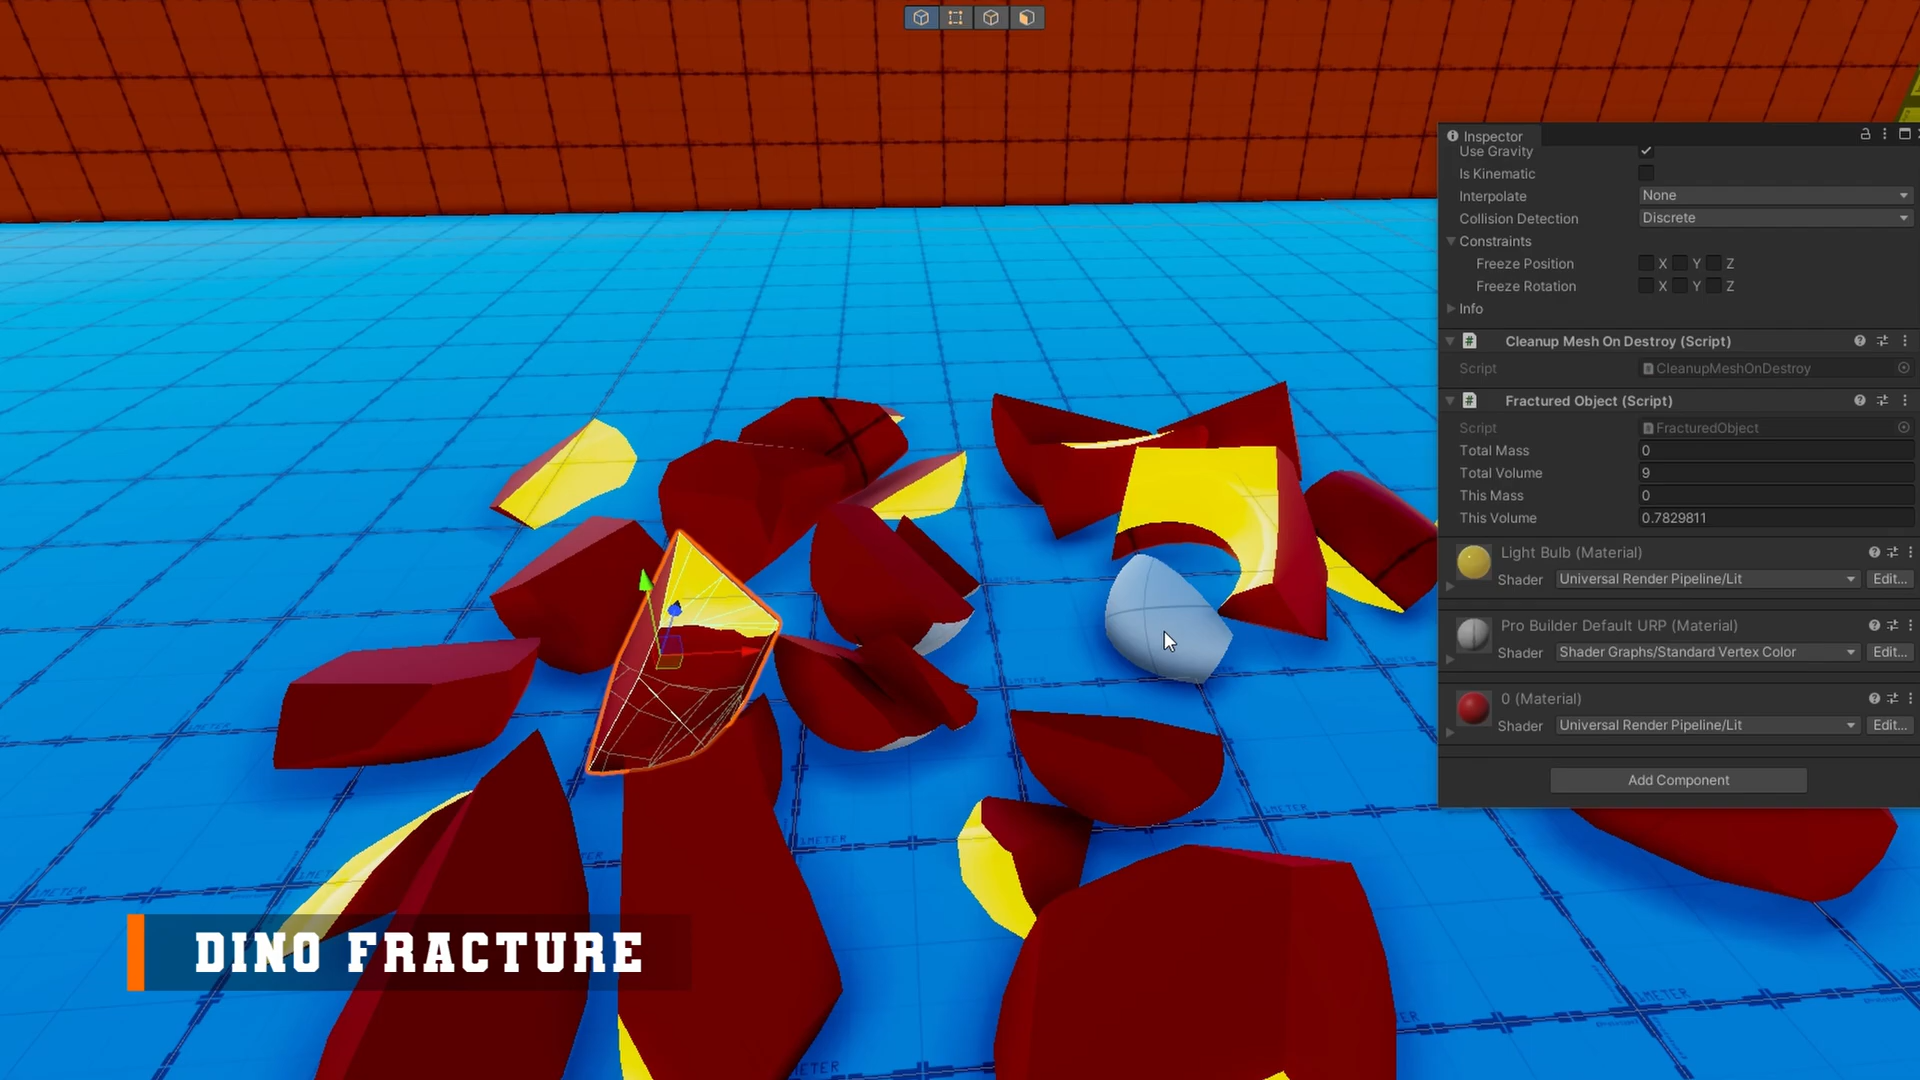 Inspector
Use Gravity
Is Kinematic
Interpolate None
Collision Detection Discrete
Constraints
Freeze Position X Y Z
Freeze Rotation X Y Z
Info
Cleanup Mesh On Destroy (Script)
Script CleanupMeshOnDestroy
Fractured Object (Script)
Script FracturedObject
Total Mass 0
Total Volume 9
This Mass 0
This Volume 0.7829811
Light Bulb (Material)
Shader Universal Render Pipeline/Lit Edit...
Pro Builder Default URP (Material)
Shader Shader Graphs/Standard Vertex Color Edit...
0 (Material)
Shader Universal Render Pipeline/Lit Edit...
Add Component
DINO FRACTURE